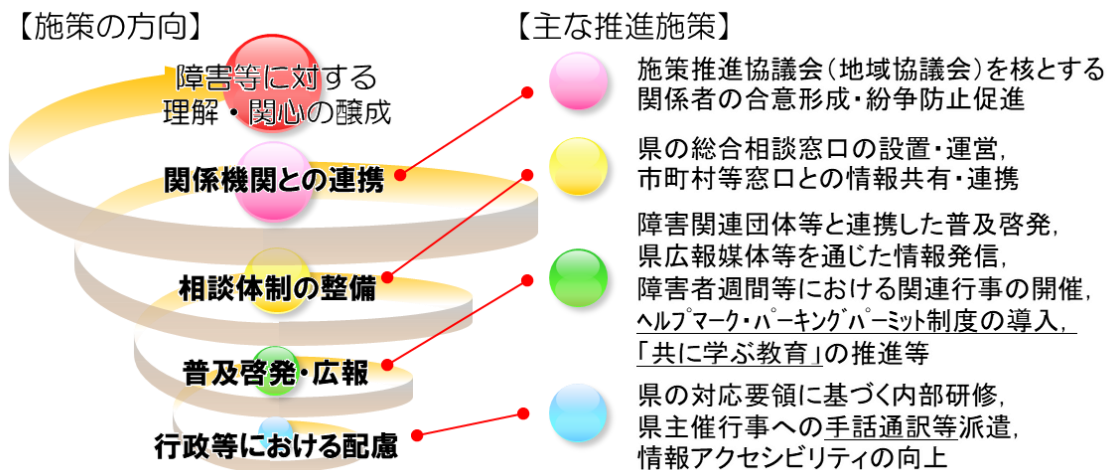 【施策の方向】
障害等に対する
理解・関心の醸成
関係機関との連携
相談体制の整備
普及啓発・広報
行政等における配慮
【主な推進施策】
施策推進協議会(地域協議会)を核とする
関係者の合意形成・紛争防止促進
県の総合相談窓口の設置・運営,
市町村等窓口との情報共有・連携
障害関連団体等と連携した普及啓発,
県広報媒体等を通じた情報発信,
障害者週間等における関連行事の開催,
ﾍﾙﾌﾟﾏｰｸ・ﾊﾟｰｷﾝｸﾞﾊﾟｰﾐｯﾄ制度の導入,
「共に学ぶ教育」の推進等
県の対応要領に基づく内部研修,
県主催行事への手話通訳等派遣,
情報アクセシビリティの向上